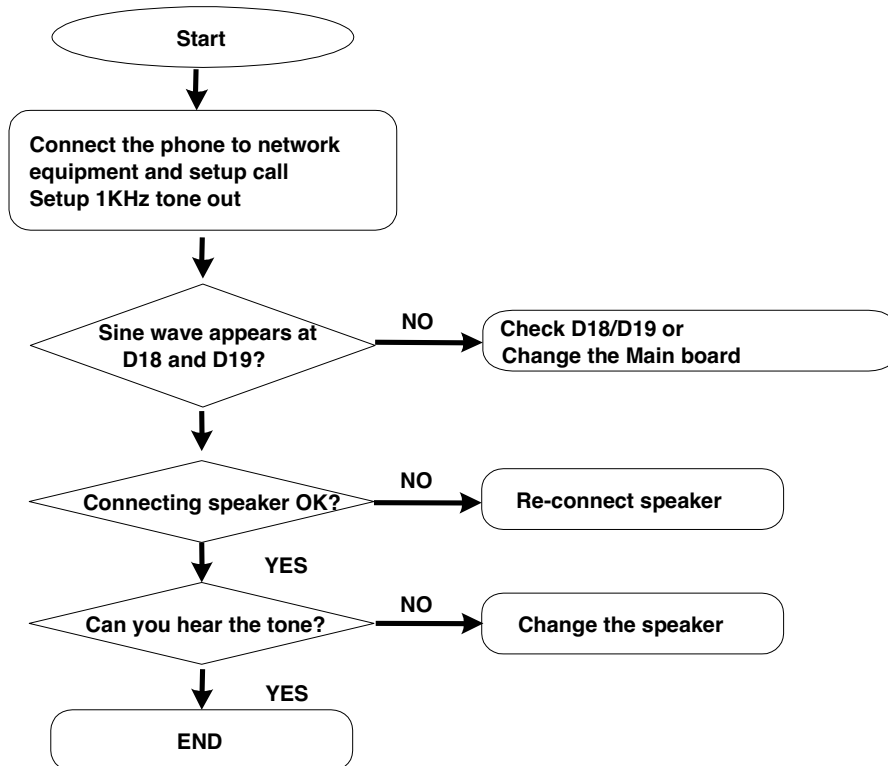 Start
Connect the phone to network
equipment and setup call
Setup 1KHz tone out
Sine wave appears at
D18 and D19?
NO
Check D18/D19 or
Change the Main board
Connecting speaker OK?
NO
Re-connect speaker
YES
Can you hear the tone?
NO
Change the speaker
YES
END